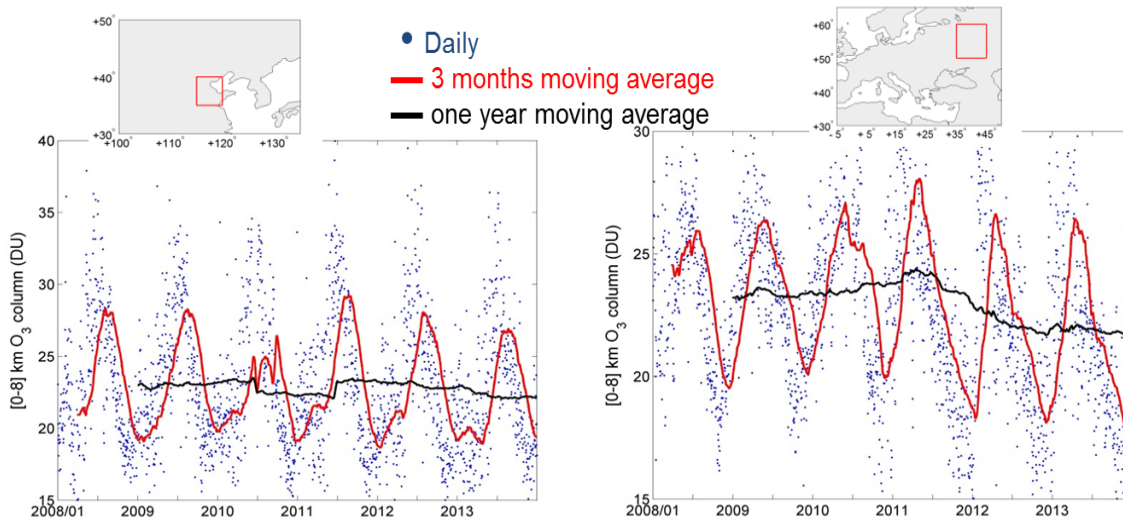 +50°
+40°
+30°
+100° +110° +120° +130°
• Daily
3 months moving average
one year moving average
+60°
+50°
+40°
+30°
- 5° + 5° +15° +25° +35° +45°
[0-8] km O3 column (DU)
40
35
30
25
20
15
2008/01 2009 2010 2011 2012 2013
[0-8] km O3 column (DU)
30
25
20
15
2008/01 2009 2010 2011 2012 2013